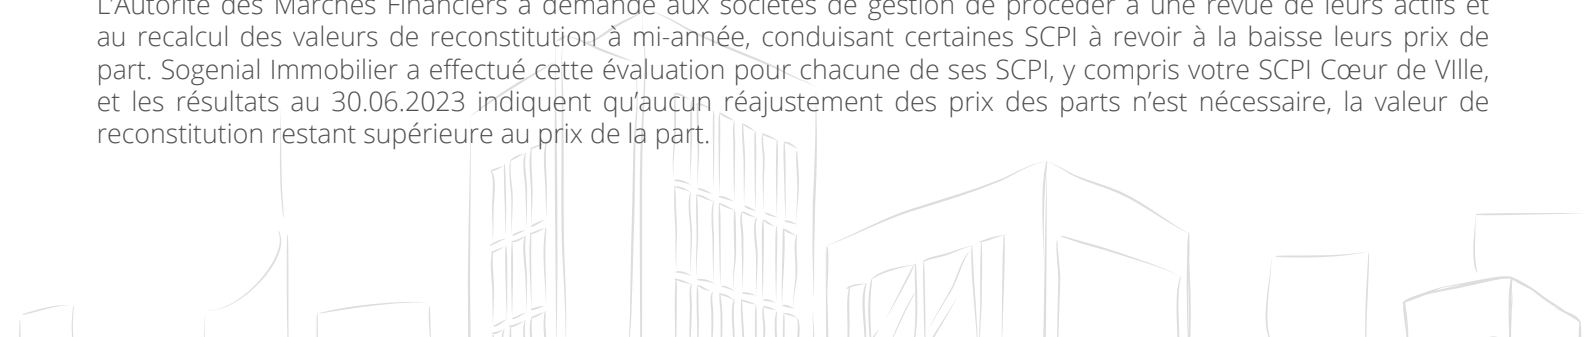 L'Autorité des Marchés Financiers a demandé aux sociétés de gestion de procéder à une revue de leurs actifs et
au recalcul des valeurs de reconstitution à mi-année, conduisant certaines SCPI à revoir à la baisse leurs prix de
part. Sogenial Immobilier a effectué cette évaluation pour chacune de ses SCPI, y compris votre SCPI Cœur de VIlle,
et les résultats au 30.06.2023 indiquent qu'aucun réajustement des prix des parts n'est nécessaire, la valeur de
reconstitution restant supérieure au prix de la part.